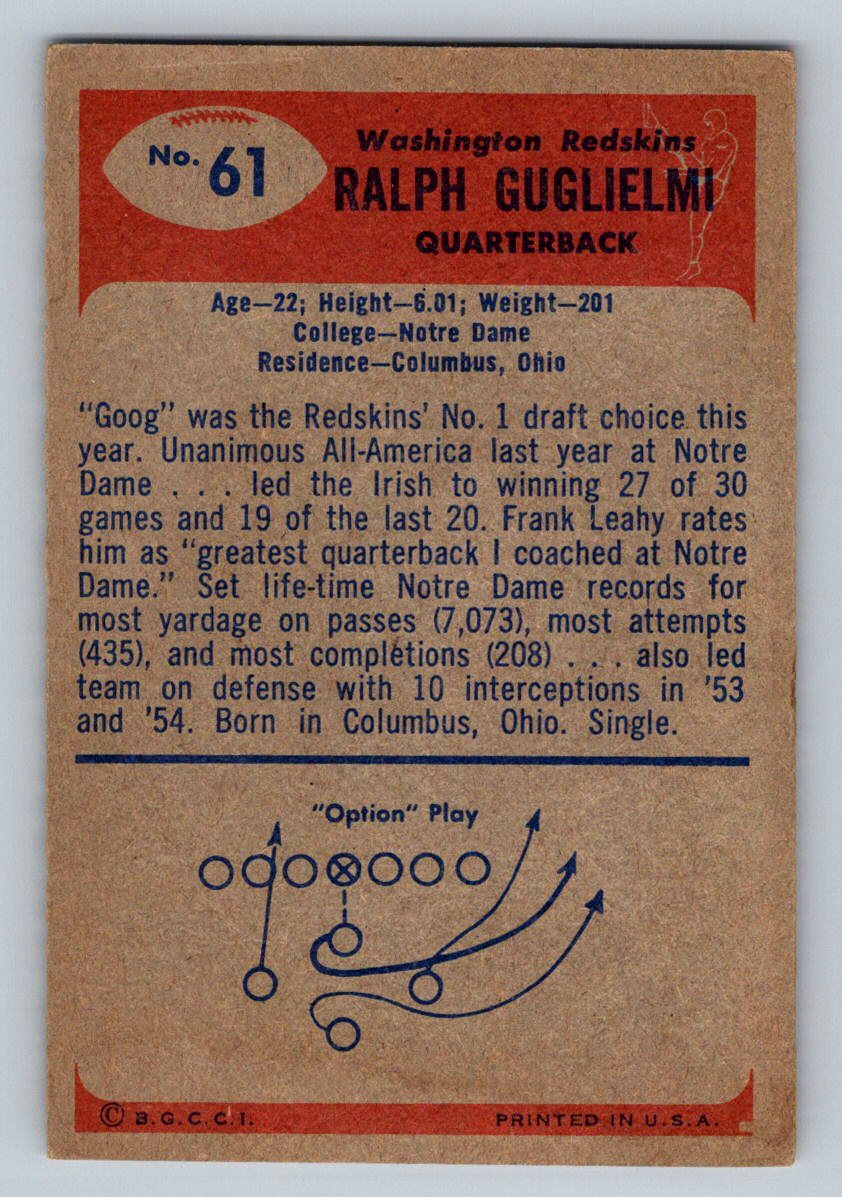 No. 61
Washington Redskins
RALPH GUGLIELMI
QUARTERBACK
Age—22; Height—6.01; Weight—201
College—Notre Dame
Residence—Columbus, Ohio
"Goog" was the Redskins' No. 1 draft choice this
year. Unanimous All-America last year at Notre
Dame . . . led the Irish to winning 27 of 30
games and 19 of the last 20. Frank Leahy rates
him as "greatest quarterback I coached at Notre
Dame." Set life-time Notre Dame records for
most yardage on passes (7,073), most attempts
(435), and most completions (208) . . . also led
team on defense with 10 interceptions in '53
and '54. Born in Columbus, Ohio. Single.
"Option" Play
© B.G.C.C.I.
PRINTED IN U.S.A.